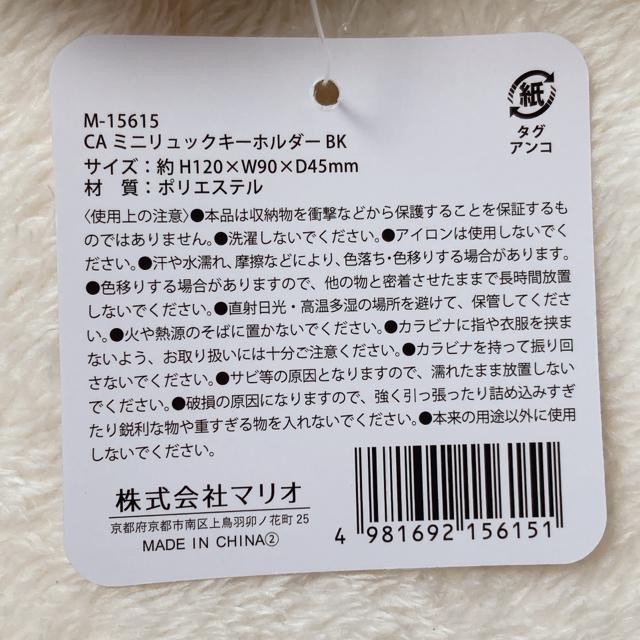 M-15615
CA ミニリュックキーホルダー BK
サイズ：約 H120×W90×D45mm
材　質：ポリエステル
紙
タグ
アンコ
〈使用上の注意〉●本品は収納物を衝撃などから保護することを保証するも
のではありません。●洗濯しないでください。●アイロンは使用しないでく
ださい。●汗や水濡れ、摩擦などにより、色落ち・色移りする場合があります。
●色移りする場合がありますので、他の物と密着させたままで長時間放置
しないでください。●直射日光・高温多湿の場所を避けて、保管してくださ
い。●火や熱源のそばに置かないでください。●カラビナに指や衣服を挟ま
ないよう、お取り扱いには十分ご注意ください。●カラビナを持って振り回
さないでください。●サビ等の原因となりますので、濡れたまま放置しない
でください。●破損の原因になりますので、強く引っ張ったり詰め込みすぎ
たり鋭利な物や重すぎる物を入れないでください。●本来の用途以外に使用
しないでください。
株式会社マリオ
京都府京都市南区上鳥羽卯ノ花町 25
MADE IN CHINA②
4 981692 156151